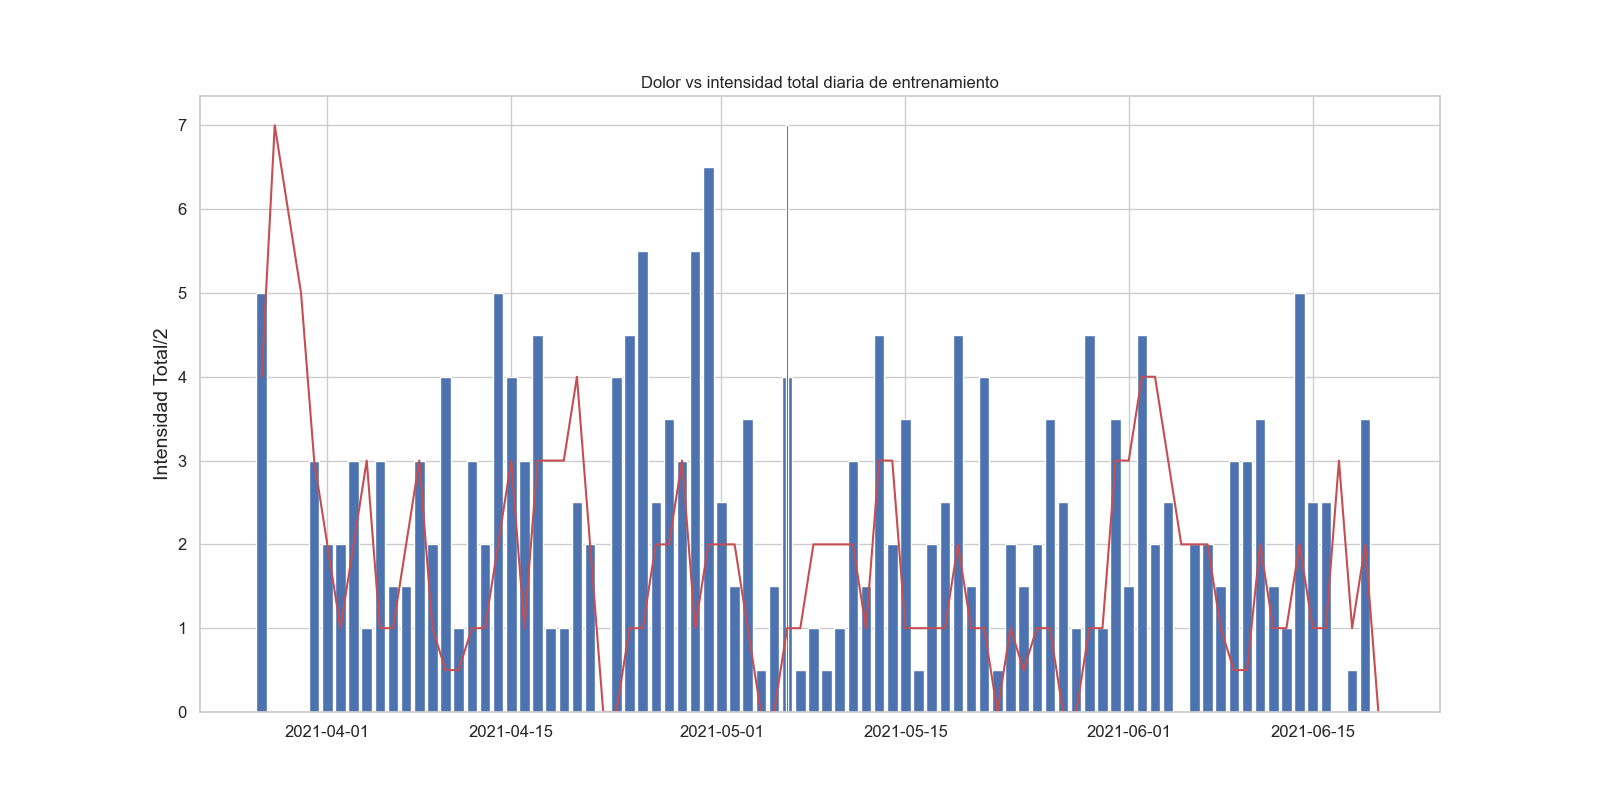 Dolor vs intensidad total diaria de entrenamiento
Intensidad Total/2
7
6
5
4
3
2
1
0
2021-04-01 2021-04-15 2021-05-01 2021-05-15 2021-06-01 2021-06-15